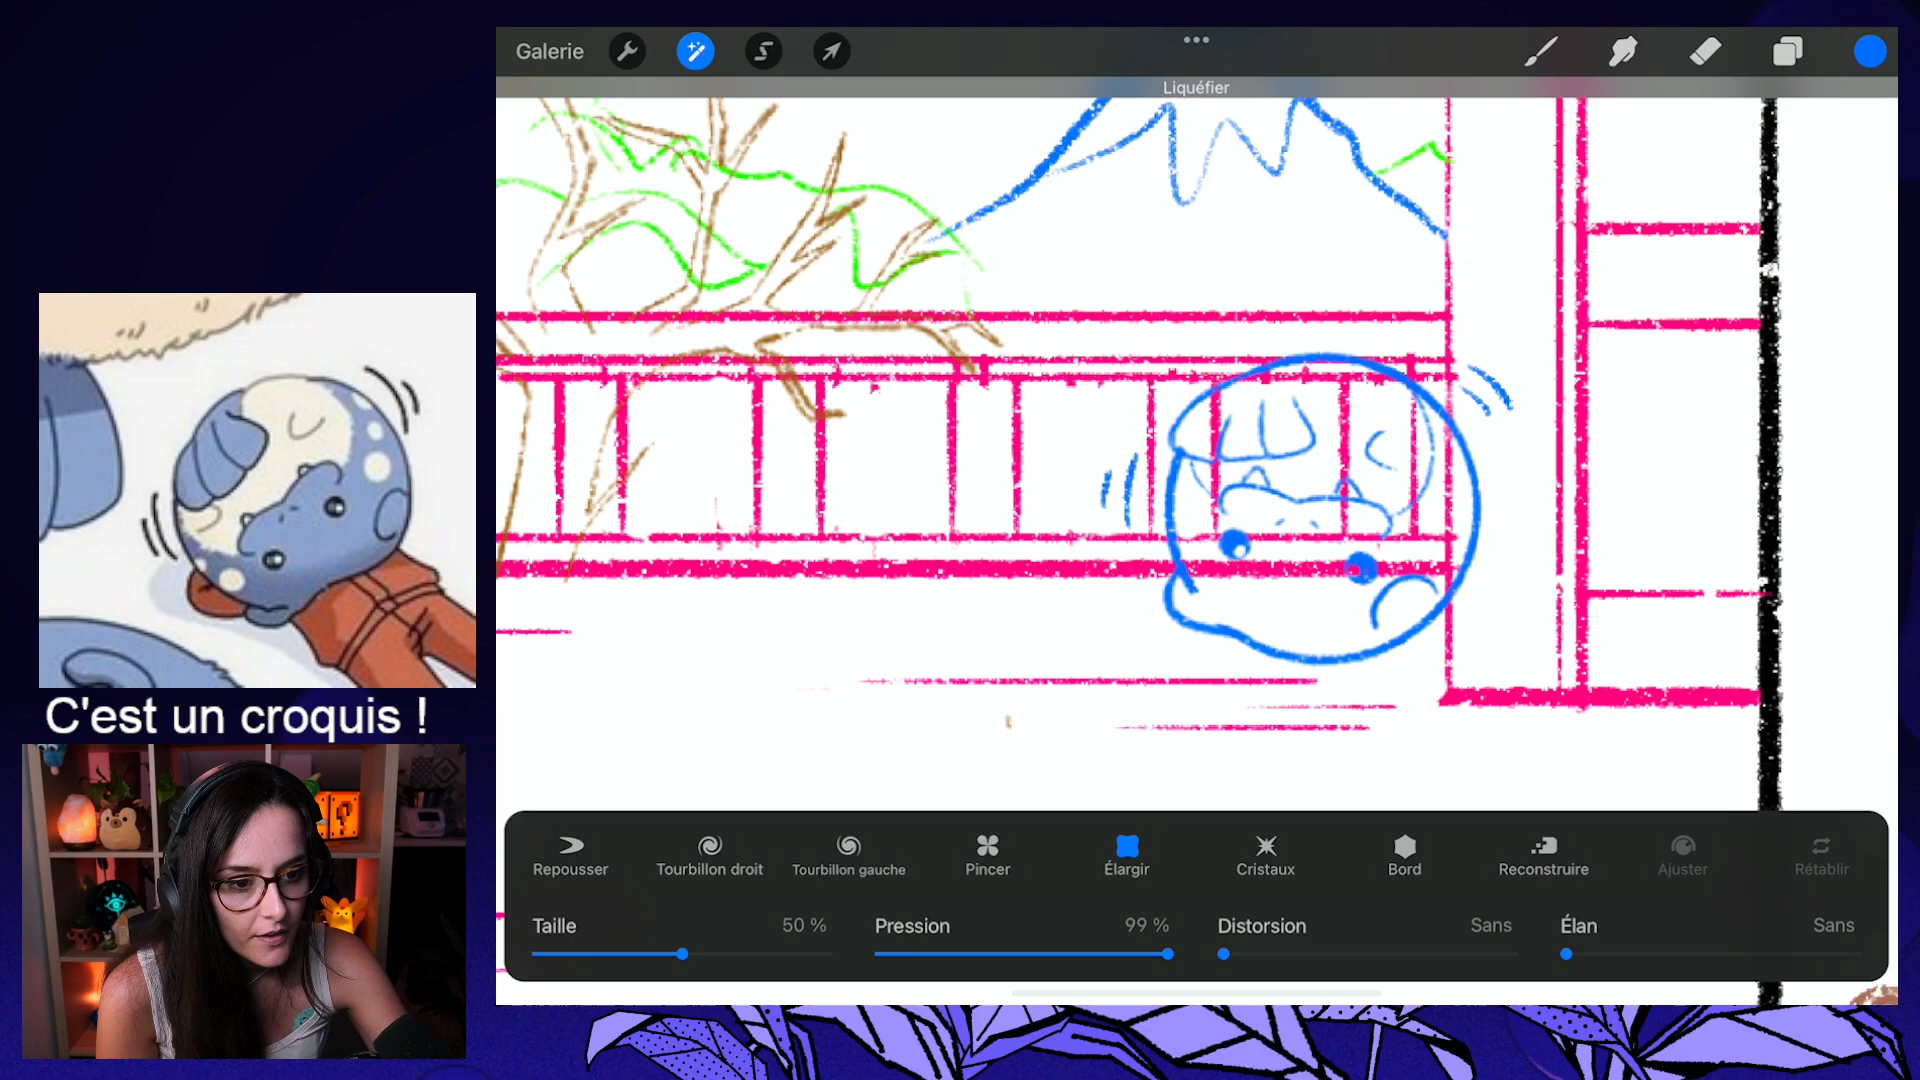 Galerie
Liquéfier
C'est un croquis !
Repousser
Tourbillon droit
Tourbillon gauche
Pincer
Élargir
Cristaux
Bord
Reconstruire
Ajuster
Rétablir
Taille
50 %
Pression
99 %
Distorsion
Sans
Élan
Sans